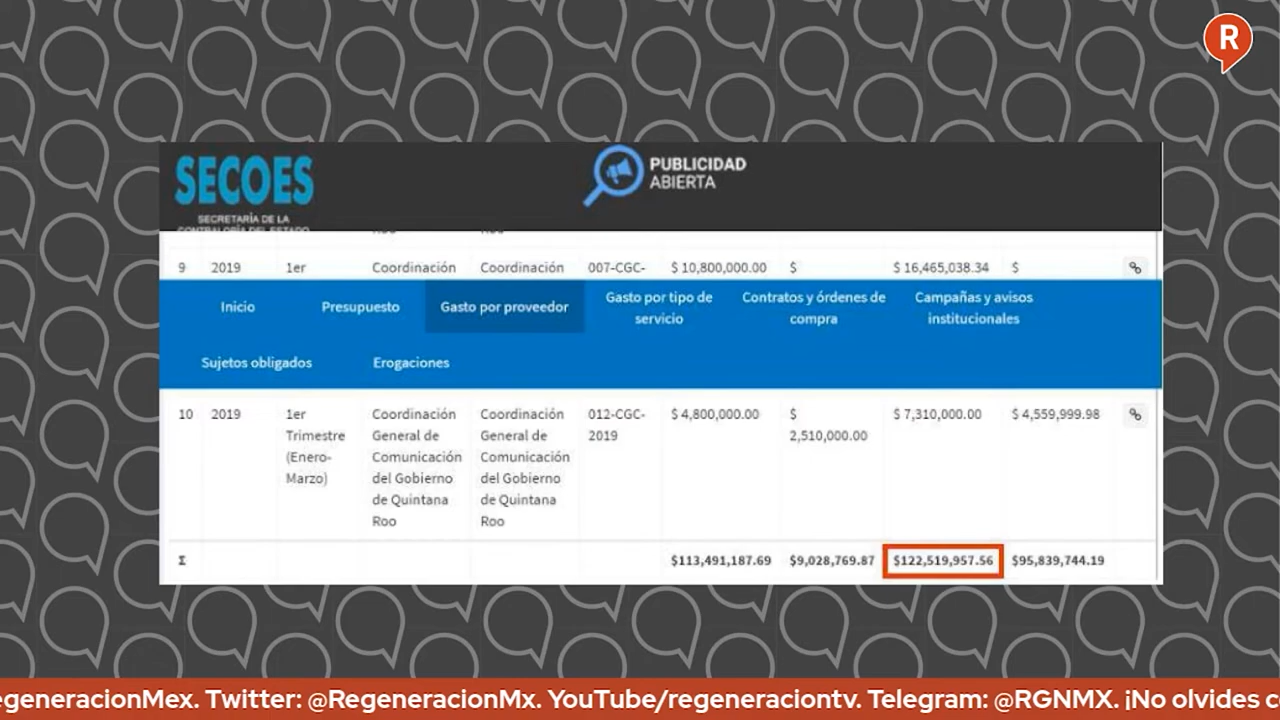 R
SECOES
SECRETARÍA DE LA
CONTRALORÍA DEL ESTADO
PUBLICIDAD
ABIERTA
9 2019 1er Coordinación Coordinación 007-CGC- $ 10,800,000.00 $ $ 16,465,038.34 $
Inicio Presupuesto Gasto por proveedor Gasto por tipo de servicio Contratos y órdenes de compra Campañas y avisos institucionales
Sujetos obligados Erogaciones
10 2019 1er Coordinación Coordinación 012-CGC- $ 4,800,000.00 $ $ 7,310,000.00 $ 4,559,999.98
Trimestre General de General de 2019 2,510,000.00
(Enero- Comunicación Comunicación
Marzo) del Gobierno del Gobierno
de Quintana de Quintana
Roo Roo
Σ $113,491,187.69 $9,028,769.87 $122,519,957.56 $95,839,744.19
egeneracionMex. Twitter: @RegeneracionMx. YouTube/regeneraciontv. Telegram: @RGNMX. ¡No olvides c